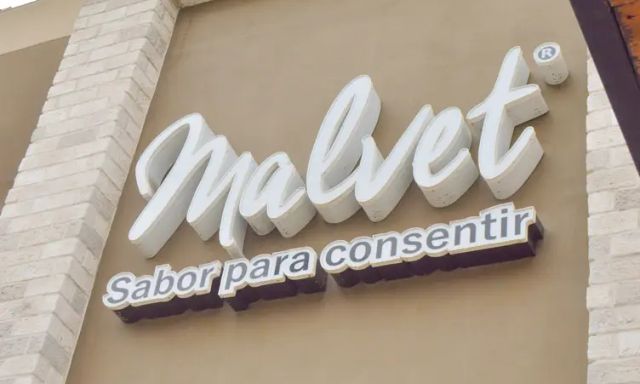 Malvet®
Sabor para consentir